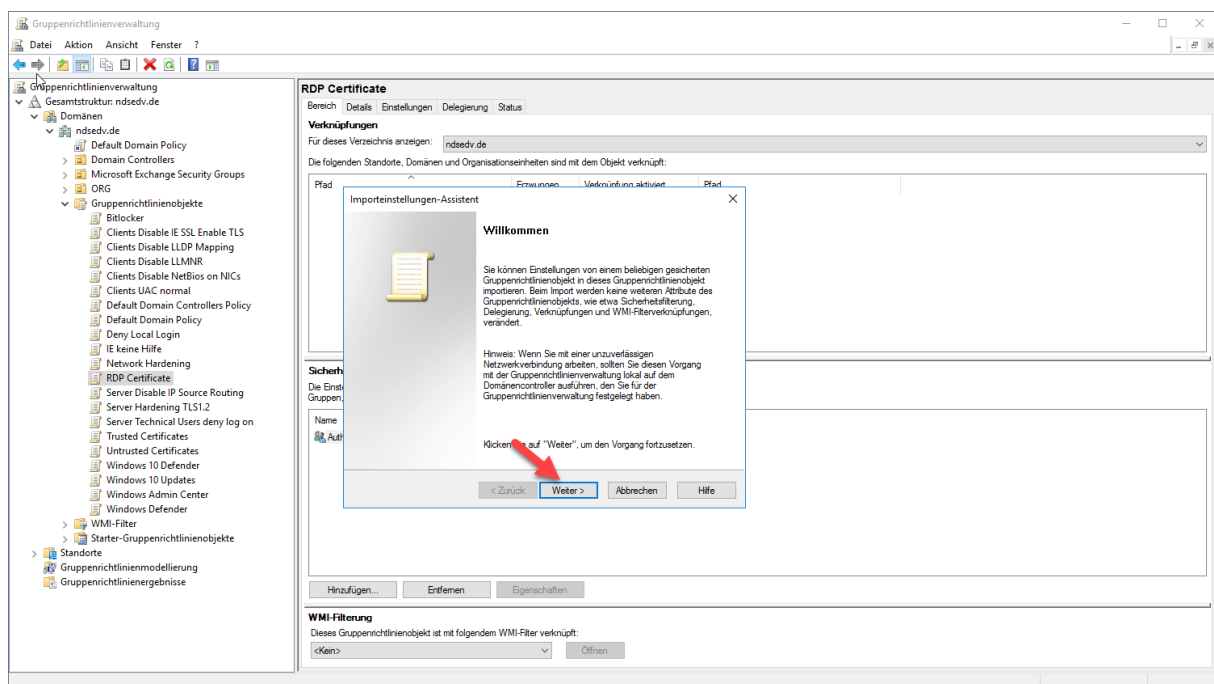 Gruppenrichtlinienverwaltung
Datei Aktion Ansicht Fenster ?
Gruppenrichtlinienverwaltung
Gesamtstruktur: ndsedv.de
Domänen
ndsedv.de
Default Domain Policy
Domain Controllers
Microsoft Exchange Security Groups
ORG
Gruppenrichtlinienobjekte
Bitlocker
Clients Disable IE SSL Enable TLS
Clients Disable LLDP Mapping
Clients Disable LLMNR
Clients Disable NetBios on NICs
Clients UAC normal
Default Domain Controllers Policy
Default Domain Policy
Deny Local Login
IE keine Hilfe
Network Hardening
RDP Certificate
Server Disable IP Source Routing
Server Hardening TLS1.2
Server Technical Users deny log on
Trusted Certificates
Untrusted Certificates
Windows 10 Defender
Windows 10 Updates
Windows Admin Center
Windows Defender
WMI-Filter
Starter-Gruppenrichtlinienobjekte
Standorte
Gruppenrichtlinienmodellierung
Gruppenrichtlinienergebnisse
RDP Certificate
Bereich Details Einstellungen Delegierung Status
Verknüpfungen
Für dieses Verzeichnis anzeigen: ndsedv.de
Die folgenden Standorte, Domänen und Organisationseinheiten sind mit dem Objekt verknüpft:
Pfad Erzwungen Verknüpfung aktiviert Pfad
Importeinstellungen-Assistent
Willkommen
Sie können Einstellungen von einem beliebigen gesicherten
Gruppenrichtlinienobjekt in dieses Gruppenrichtlinienobjekt
importieren. Beim Import werden keine weiteren Attribute des
Gruppenrichtlinienobjekts, wie etwa Sicherheitsfilterung,
Delegierung, Verknüpfungen und WMI-Filterverknüpfungen,
verändert.
Hinweis: Wenn Sie mit einer unzuverlässigen
Netzwerkverbindung arbeiten, sollten Sie diesen Vorgang
mit der Gruppenrichtlinienverwaltung lokal auf dem
Domänencontroller ausführen, den Sie für der
Gruppenrichtlinienverwaltung festgelegt haben.
Klicken auf "Weiter", um den Vorgang fortzusetzen.
< Zurück Weiter > Abbrechen Hilfe
Sicherh
Die Einst
Gruppen,
Name
Auth
Hinzufügen... Entfernen Eigenschaften
WMI-Filterung
Dieses Gruppenrichtlinienobjekt ist mit folgendem WMI-Filter verknüpft:
<Kein> Öffnen